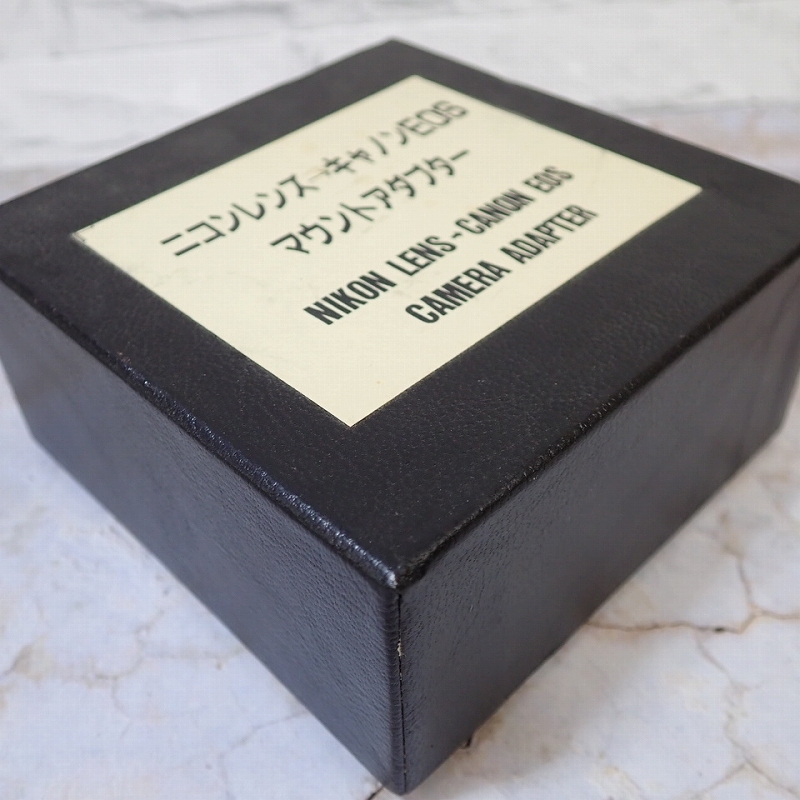 ニコンレンズ→キャノンEOS
マウントアダプター
NIKON LENS-CANON EOS
CAMERA ADAPTER